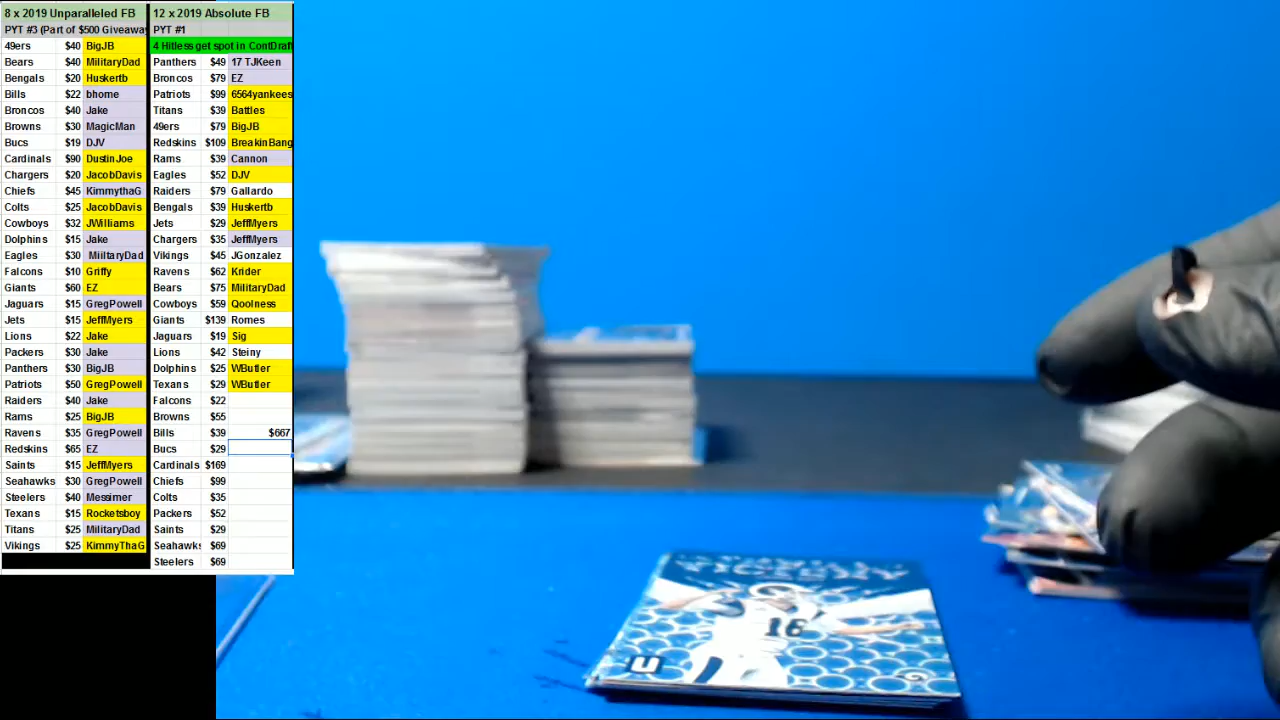 8 x 2019 Unparalleled FB
PYT #3 (Part of $500 Giveaway
49ers $40 BigJB
Bears $40 MilitaryDad
Bengals $20 Huskertb
Bills $22 bhorne
Broncos $40 Jake
Browns $30 MagicMan
Bucs $19 DJV
Cardinals $90 DustinJoe
Chargers $20 JacobDavis
Chiefs $45 KimmythaG
Colts $25 JacobDavis
Cowboys $32 JWilliams
Dolphins $15 Jake
Eagles $30 MilitaryDad
Falcons $10 Griffy
Giants $60 EZ
Jaguars $15 GregPowell
Jets $15 JeffMyers
Lions $22 Jake
Packers $30 Jake
Panthers $30 BigJB
Patriots $50 GregPowell
Raiders $40 Jake
Rams $25 BigJB
Ravens $35 GregPowell
Redskins $65 EZ
Saints $15 JeffMyers
Seahawks $30 GregPowell
Steelers $40 Messimer
Texans $15 Rocketsboy
Titans $25 MilitaryDad
Vikings $25 KimmyThaG
12 x 2019 Absolute FB
PYT #1
4 Hitless get spot in ContDraft
Panthers $49 17 TJKeen
Broncos $79 EZ
Patriots $99 6564yankees
Titans $39 Battles
49ers $79 BigJB
Redskins $109 BreakinBang
Rams $39 Cannon
Eagles $52 DJV
Raiders $79 Gallardo
Bengals $39 Huskertb
Jets $29 JeffMyers
Chargers $35 JeffMyers
Vikings $45 JGonzalez
Ravens $62 Krider
Bears $75 MilitaryDad
Cowboys $59 Qoolness
Giants $139 Romes
Jaguars $19 Sig
Lions $42 Steiny
Dolphins $25 WButler
Texans $29 WButler
Falcons $22
Browns $55
Bills $39 $667
Bucs $29
Cardinals $169
Chiefs $99
Colts $35
Packers $52
Saints $29
Seahawks $69
Steelers $69
VICTORY
16
U